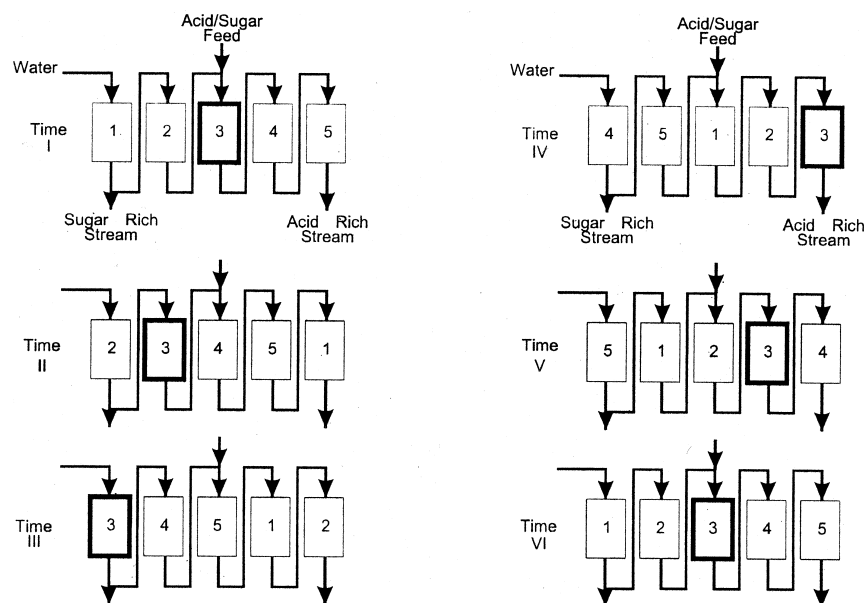 Acid/Sugar
Feed
Water
Time
I
1 2 3 4 5
Sugar Rich
Stream
Acid Rich
Stream
Time
II
2 3 4 5 1
Time
III
3 4 5 1 2
Acid/Sugar
Feed
Water
Time
IV
4 5 1 2 3
Sugar Rich
Stream
Acid Rich
Stream
Time
V
5 1 2 3 4
Time
VI
1 2 3 4 5